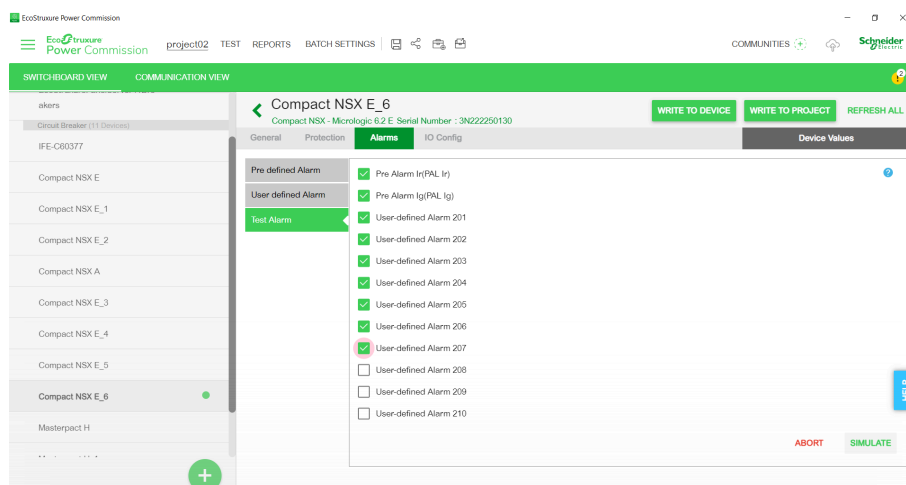 EcoStruxure Power Commission
EcoStruxure
Power Commission
project02 TEST REPORTS BATCH SETTINGS
COMMUNITIES
Schneider
Electric
SWITCHBOARD VIEW COMMUNICATION VIEW
2
akers
Circuit Breaker (11 Devices)
IFE-C60377
Compact NSX E
Compact NSX E_1
Compact NSX E_2
Compact NSX A
Compact NSX E_3
Compact NSX E_4
Compact NSX E_5
Compact NSX E_6
Masterpact H
Compact NSX E_6
Compact NSX - Micrologic 6.2 E Serial Number : 3N222250130
WRITE TO DEVICE WRITE TO PROJECT REFRESH ALL
General Protection Alarms IO Config Device Values
Pre defined Alarm
User defined Alarm
Test Alarm
Pre Alarm Ir(PAL Ir)
Pre Alarm Ig(PAL Ig)
User-defined Alarm 201
User-defined Alarm 202
User-defined Alarm 203
User-defined Alarm 204
User-defined Alarm 205
User-defined Alarm 206
User-defined Alarm 207
User-defined Alarm 208
User-defined Alarm 209
User-defined Alarm 210
ABORT SIMULATE